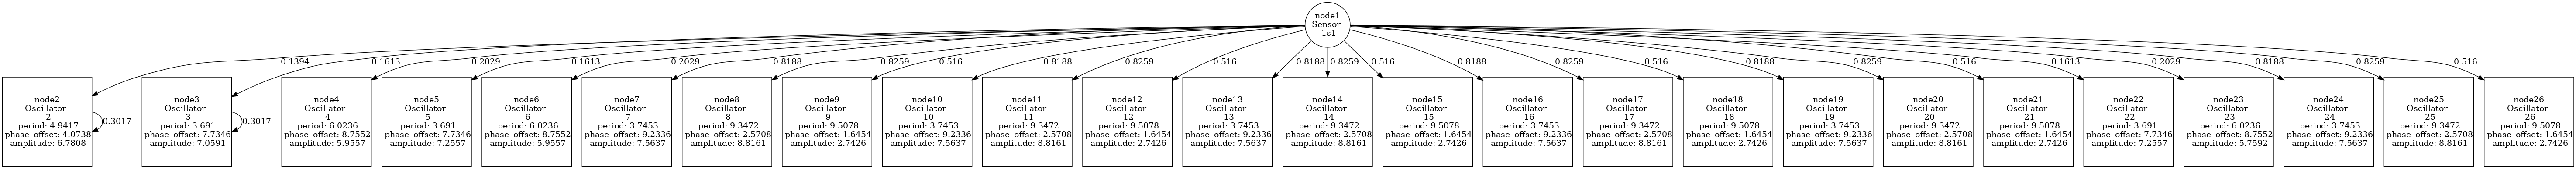 node1
Sensor
1s1
0.1394
0.1613
0.2029
0.1613
0.2029
-0.8188
-0.8259
0.516
-0.8188
-0.8259
0.516
-0.8188
-0.8259
0.516
-0.8188
-0.8259
0.516
-0.8188
-0.8259
0.516
0.1613
0.2029
-0.8188
-0.8259
0.516
node2
Oscillator
2
period: 4.9417
phase_offset: 4.0738
amplitude: 6.7808
0.3017
node3
Oscillator
3
period: 3.691
phase_offset: 7.7346
amplitude: 7.0591
0.3017
node4
Oscillator
4
period: 6.0236
phase_offset: 8.7552
amplitude: 5.9557
node5
Oscillator
5
period: 3.691
phase_offset: 7.7346
amplitude: 7.2557
node6
Oscillator
6
period: 6.0236
phase_offset: 8.7552
amplitude: 5.9557
node7
Oscillator
7
period: 3.7453
phase_offset: 9.2336
amplitude: 7.5637
node8
Oscillator
8
period: 9.3472
phase_offset: 2.5708
amplitude: 8.8161
node9
Oscillator
9
period: 9.5078
phase_offset: 1.6454
amplitude: 2.7426
node10
Oscillator
10
period: 3.7453
phase_offset: 9.2336
amplitude: 7.5637
node11
Oscillator
11
period: 9.3472
phase_offset: 2.5708
amplitude: 8.8161
node12
Oscillator
12
period: 9.5078
phase_offset: 1.6454
amplitude: 2.7426
node13
Oscillator
13
period: 3.7453
phase_offset: 9.2336
amplitude: 7.5637
node14
Oscillator
14
period: 9.3472
phase_offset: 2.5708
amplitude: 8.8161
node15
Oscillator
15
period: 9.5078
phase_offset: 1.6454
amplitude: 2.7426
node16
Oscillator
16
period: 3.7453
phase_offset: 9.2336
amplitude: 7.5637
node17
Oscillator
17
period: 9.3472
phase_offset: 2.5708
amplitude: 8.8161
node18
Oscillator
18
period: 9.5078
phase_offset: 1.6454
amplitude: 2.7426
node19
Oscillator
19
period: 3.7453
phase_offset: 9.2336
amplitude: 7.5637
node20
Oscillator
20
period: 9.3472
phase_offset: 2.5708
amplitude: 8.8161
node21
Oscillator
21
period: 9.5078
phase_offset: 1.6454
amplitude: 2.7426
node22
Oscillator
22
period: 3.691
phase_offset: 7.7346
amplitude: 7.2557
node23
Oscillator
23
period: 6.0236
phase_offset: 8.7552
amplitude: 5.7592
node24
Oscillator
24
period: 3.7453
phase_offset: 9.2336
amplitude: 7.5637
node25
Oscillator
25
period: 9.3472
phase_offset: 2.5708
amplitude: 8.8161
node26
Oscillator
26
period: 9.5078
phase_offset: 1.6454
amplitude: 2.7426